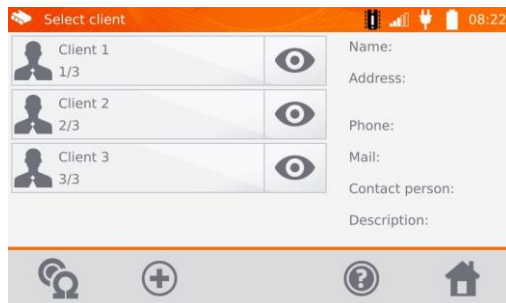 Select client
08:22
Client 1
1/3
Client 2
2/3
Client 3
3/3
Name:
Address:
Phone:
Mail:
Contact person:
Description: